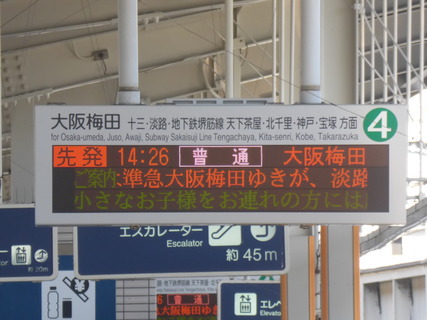 大阪梅田 十三・淡路・地下鉄堺筋線 天下茶屋・北千里・神戸・宝塚 方面 4
for Osaka-umeda, Juso, Awaji, Subway Sakaisuji Line Tengachaya, Kita-senri, Kobe, Takarazuka
先発 14:26 普通 大阪梅田
ご案内 準急大阪梅田ゆきが、淡路
小さなお子様をお連れの方には
エスカレーター
Escalator
約45m
約20m
普通
エレベ
Elevator